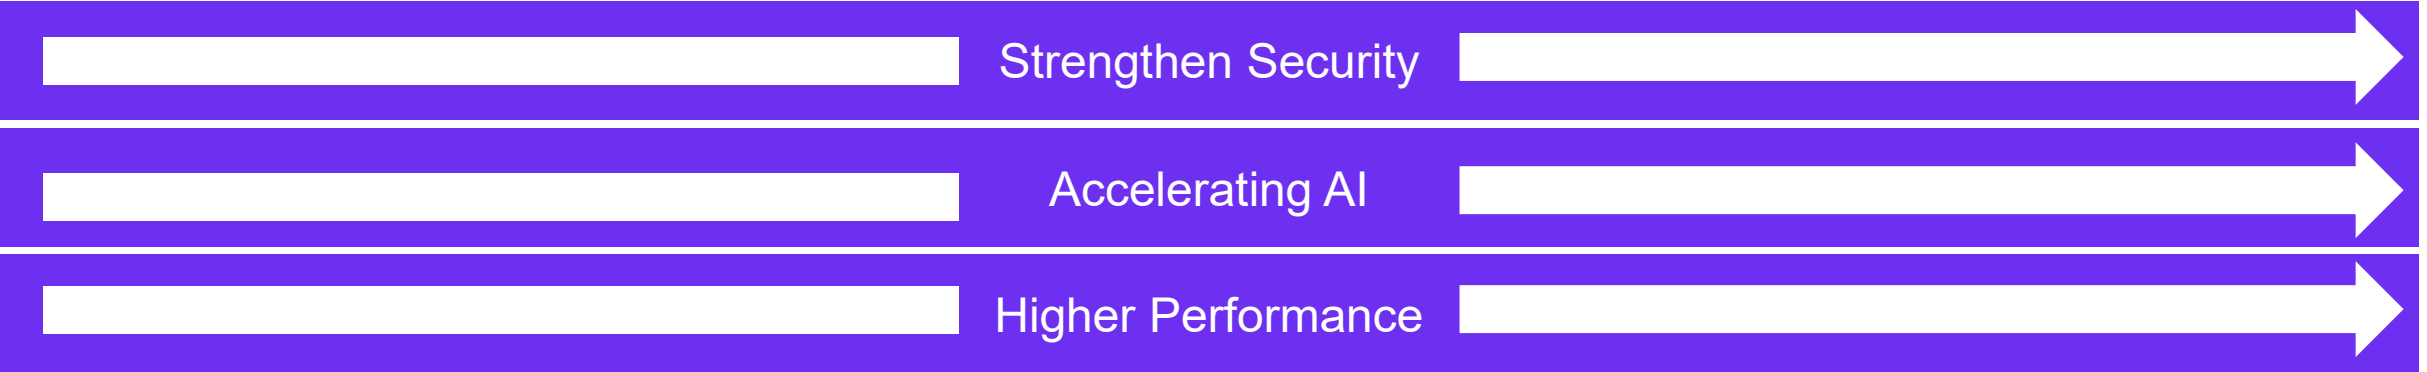 Strengthen Security
Accelerating AI
Higher Performance